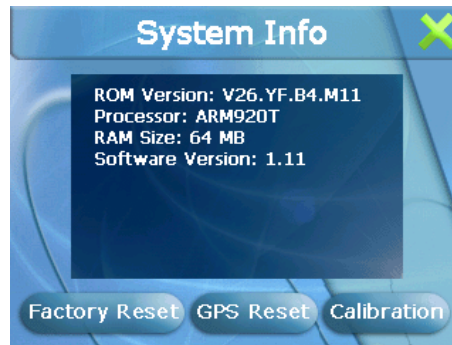 System Info
ROM Version: V26.YF.B4.M11
Processor: ARM920T
RAM Size: 64 MB
Software Version: 1.11
Factory Reset GPS Reset Calibration